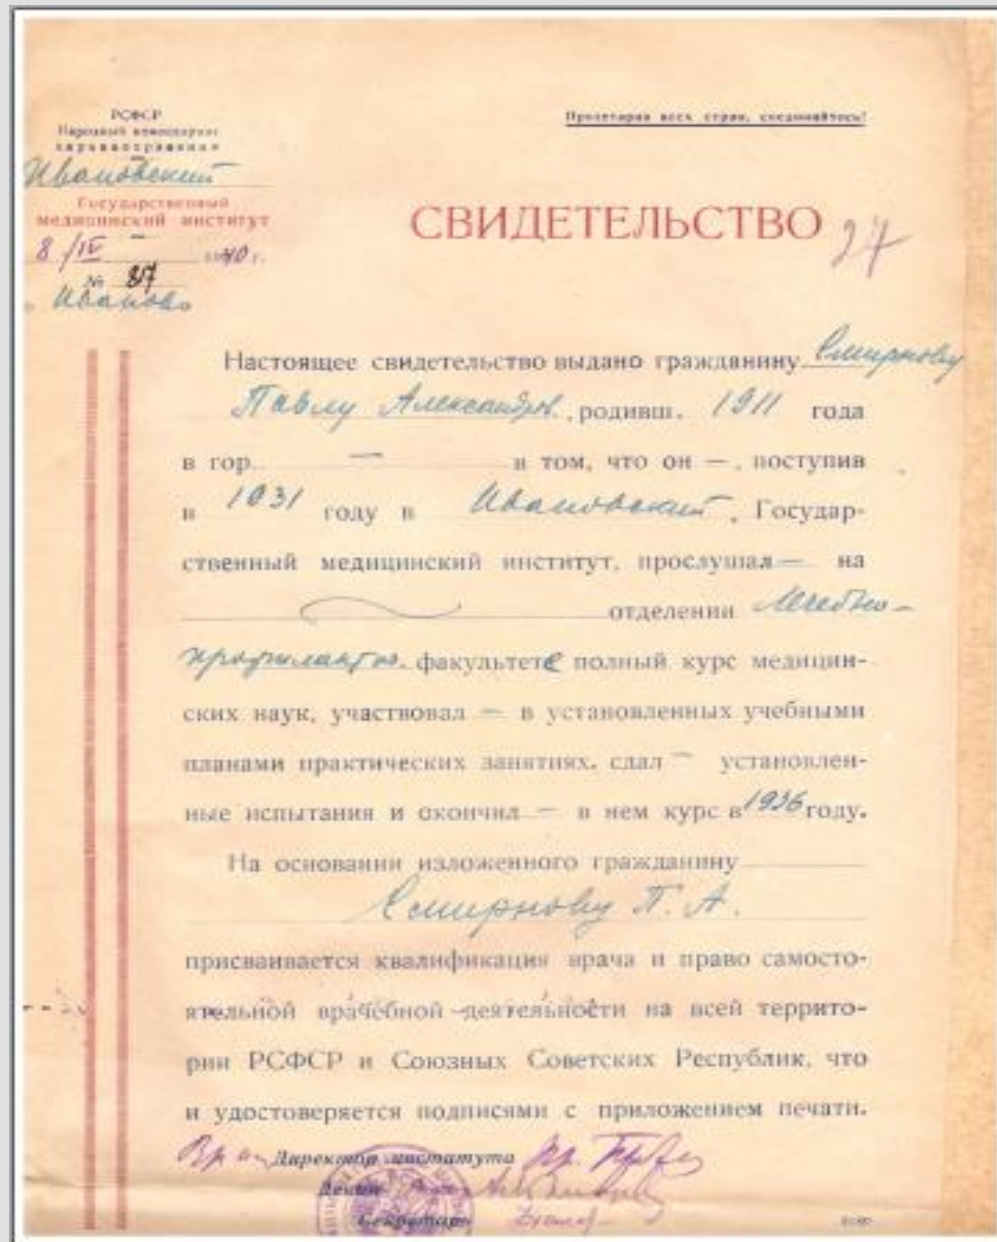 РСФСР
Народный комиссариат
здравоохранения
Ивановский
Государственный
медицинский институт
8/IV 1940 г.
№ 87
г. Иваново
Пролетарии всех стран, соединяйтесь!
СВИДЕТЕЛЬСТВО
27
Настоящее свидетельство выдано гражданину Смирнову
Павлу Александров. родивш. 1911 года
в гор. — в том, что он —, поступив
в 1931 году в Ивановский, Государ-
ственный медицинский институт, прослушал — на
отделении Лечебно-
профилактич. факультете полный курс медицин-
ских наук, участвовал — в установленных учебными
планами практических занятиях, сдал — установлен-
ные испытания и окончил — в нем курс в 1936 году.
На основании изложенного гражданину
Смирнову П. А.
присваивается квалификация врача и право самосто-
ятельной врачебной деятельности на всей террито-
рии РСФСР и Союзных Советских Республик, что
и удостоверяется подписями с приложением печати.
Директор института
Декан
Секретарь